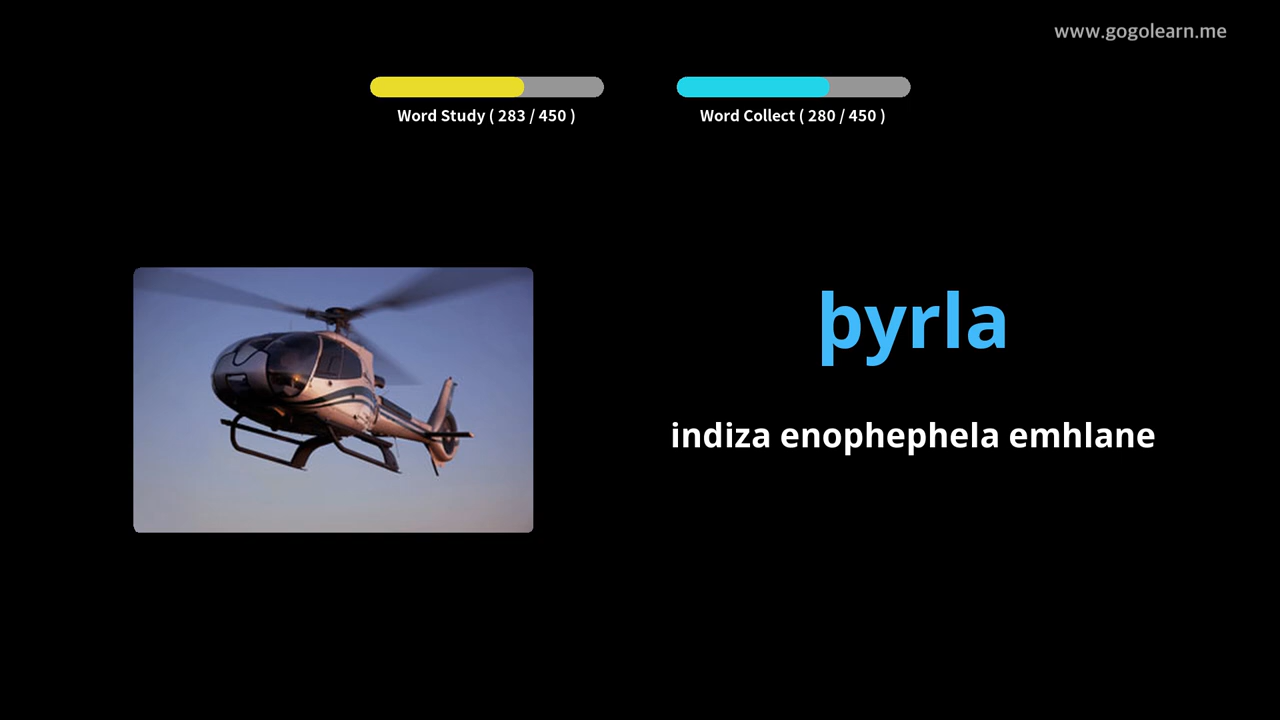 www.gogolearn.me
Word Study ( 283 / 450 )
Word Collect ( 280 / 450 )
þyrla
indiza enophephela emhlane